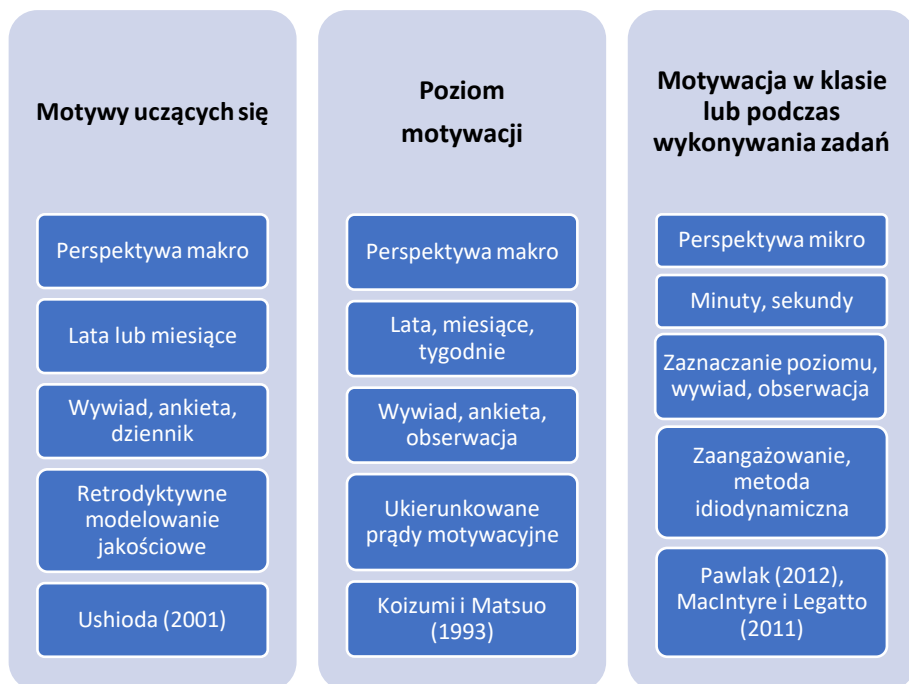 Motywy uczących się
Perspektywa makro
Lata lub miesiące
Wywiad, ankieta,
dziennik
Retrodyktywne
modelowanie
jakościowe
Ushioda (2001)
Poziom
motywacji
Perspektywa makro
Lata, miesiące,
tygodnie
Wywiad, ankieta,
obserwacja
Ukierunkowane
prądy motywacyjne
Koizumi i Matsuo
(1993)
Motywacja w klasie
lub podczas
wykonywania zadań
Perspektywa mikro
Minuty, sekundy
Zaznaczanie poziomu,
wywiad, obserwacja
Zaangażowanie,
metoda
idiodynamiczna
Pawlak (2012),
MacIntyre i Legatto
(2011)